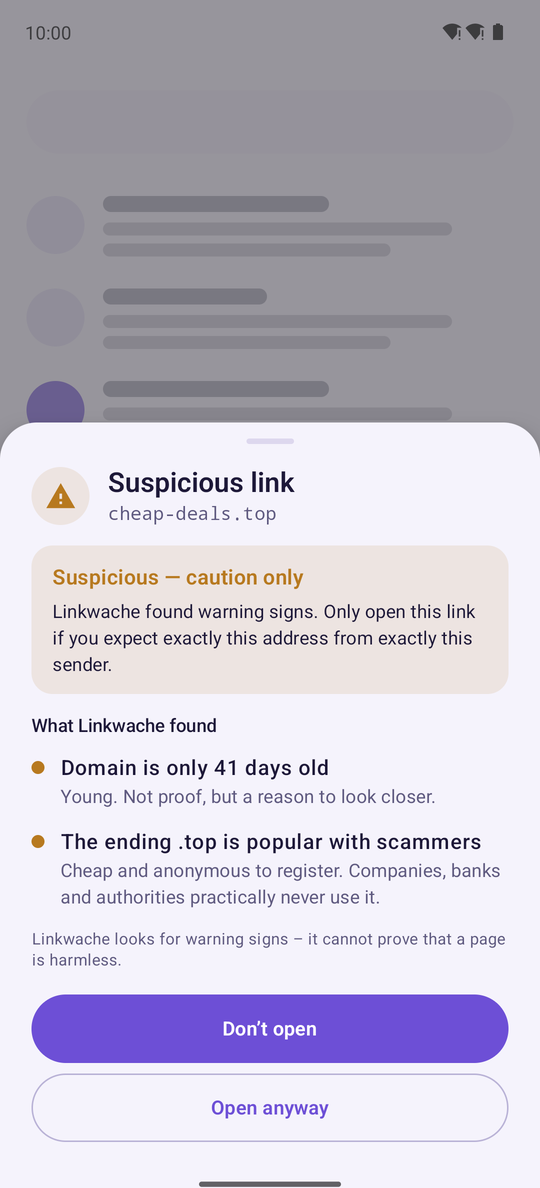 10:00
Suspicious link
cheap-deals.top
Suspicious — caution only
Linkwache found warning signs. Only open this link
if you expect exactly this address from exactly this
sender.
What Linkwache found
Domain is only 41 days old
Young. Not proof, but a reason to look closer.
The ending .top is popular with scammers
Cheap and anonymous to register. Companies, banks
and authorities practically never use it.
Linkwache looks for warning signs – it cannot prove that a page
is harmless.
Don’t open
Open anyway